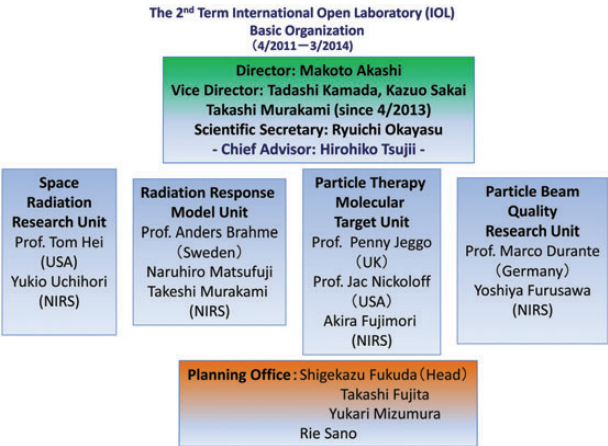 The 2nd Term International Open Laboratory (IOL)
Basic Organization
(4/2011－3/2014)
Director: Makoto Akashi
Vice Director: Tadashi Kamada, Kazuo Sakai
Takashi Murakami (since 4/2013)
Scientific Secretary: Ryuichi Okayasu
- Chief Advisor: Hirohiko Tsujii -
Space
Radiation
Research Unit
Prof. Tom Hei
(USA)
Yukio Uchihori
(NIRS)
Radiation Response
Model Unit
Prof. Anders Brahme
(Sweden)
Naruhiro Matsufuji
Takeshi Murakami
(NIRS)
Particle Therapy
Molecular
Target Unit
Prof. Penny Jeggo
(UK)
Prof. Jac Nickoloff
(USA)
Akira Fujimori
(NIRS)
Particle Beam
Quality
Research Unit
Prof. Marco Durante
(Germany)
Yoshiya Furusawa
(NIRS)
Planning Office: Shigekazu Fukuda (Head)
Takashi Fujita
Yukari Mizumura
Rie Sano